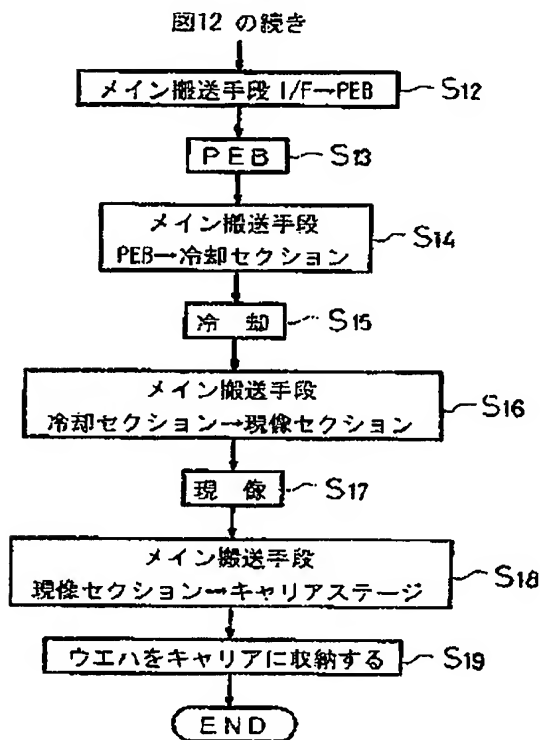 図12 の続き
メイン搬送手段 I/F→PEB S12
PEB S13
メイン搬送手段
PEB→冷却セクション S14
冷 却 S15
メイン搬送手段
冷却セクション→現像セクション S16
現 像 S17
メイン搬送手段
現像セクション→キャリアステージ S18
ウエハをキャリアに収納する S19
END